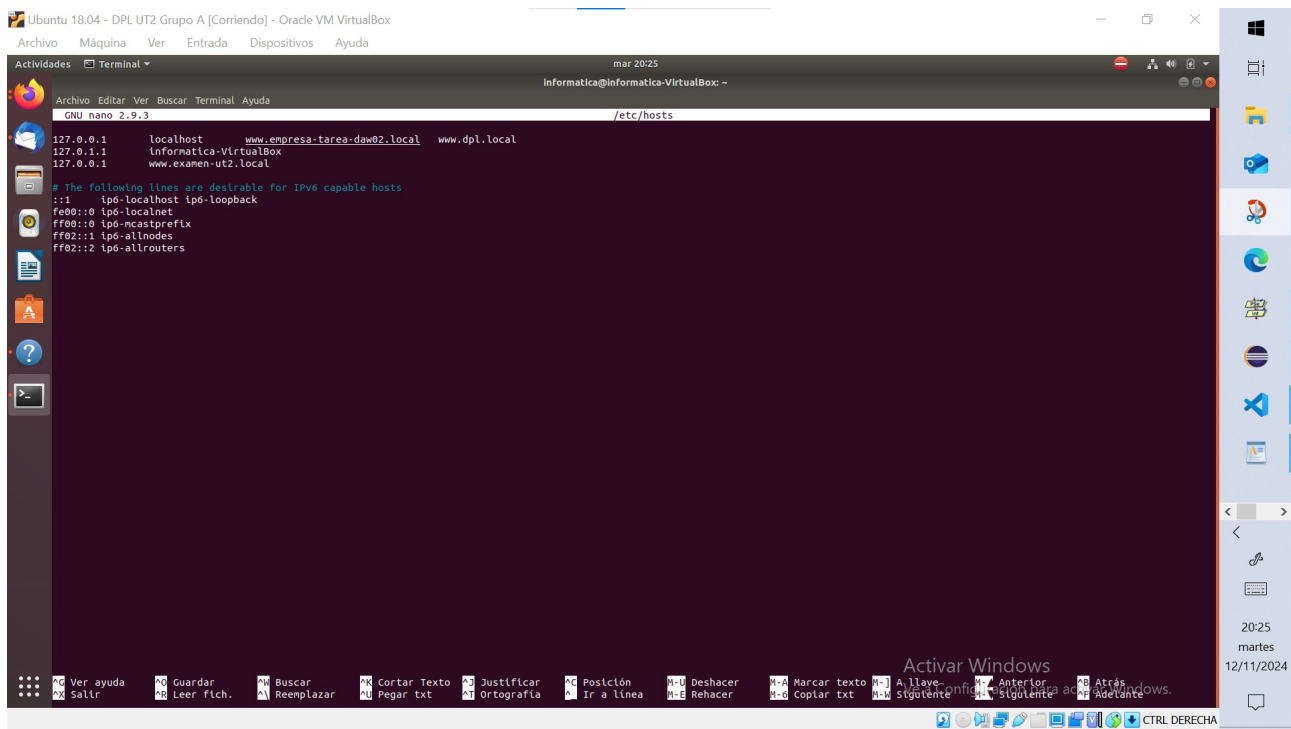 Ubuntu 18.04 - DPL UT2 Grupo A [Corriendo] - Oracle VM VirtualBox
Archivo Máquina Ver Entrada Dispositivos Ayuda
Actividades Terminal mar 20:25
informatica@informatica-VirtualBox: ~
Archivo Editar Ver Buscar Terminal Ayuda
GNU nano 2.9.3 /etc/hosts
127.0.0.1 localhost www.empresa-tarea-daw02.local www.dpl.local
127.0.1.1 informatica-VirtualBox
127.0.0.1 www.examen-ut2.local
# The following lines are desirable for IPv6 capable hosts
::1 ip6-localhost ip6-loopback
fe00::0 ip6-localnet
ff00::0 ip6-mcastprefix
ff02::1 ip6-allnodes
ff02::2 ip6-allrouters
20:25
martes
12/11/2024
Activar Windows
^G Ver ayuda ^O Guardar ^W Buscar ^K Cortar Texto ^J Justificar ^C Posición M-U Deshacer M-A Marcar texto M-] A llave Anterior ^B Atrás
^X Salir ^R Leer fich. ^\ Reemplazar ^U Pegar txt ^T Ortografía Ir a línea M-E Rehacer M-6 Copiar txt M-W Siguiente Siguiente ^F Adelante
Ve a Configuración para activar Windows.
CTRL DERECHA